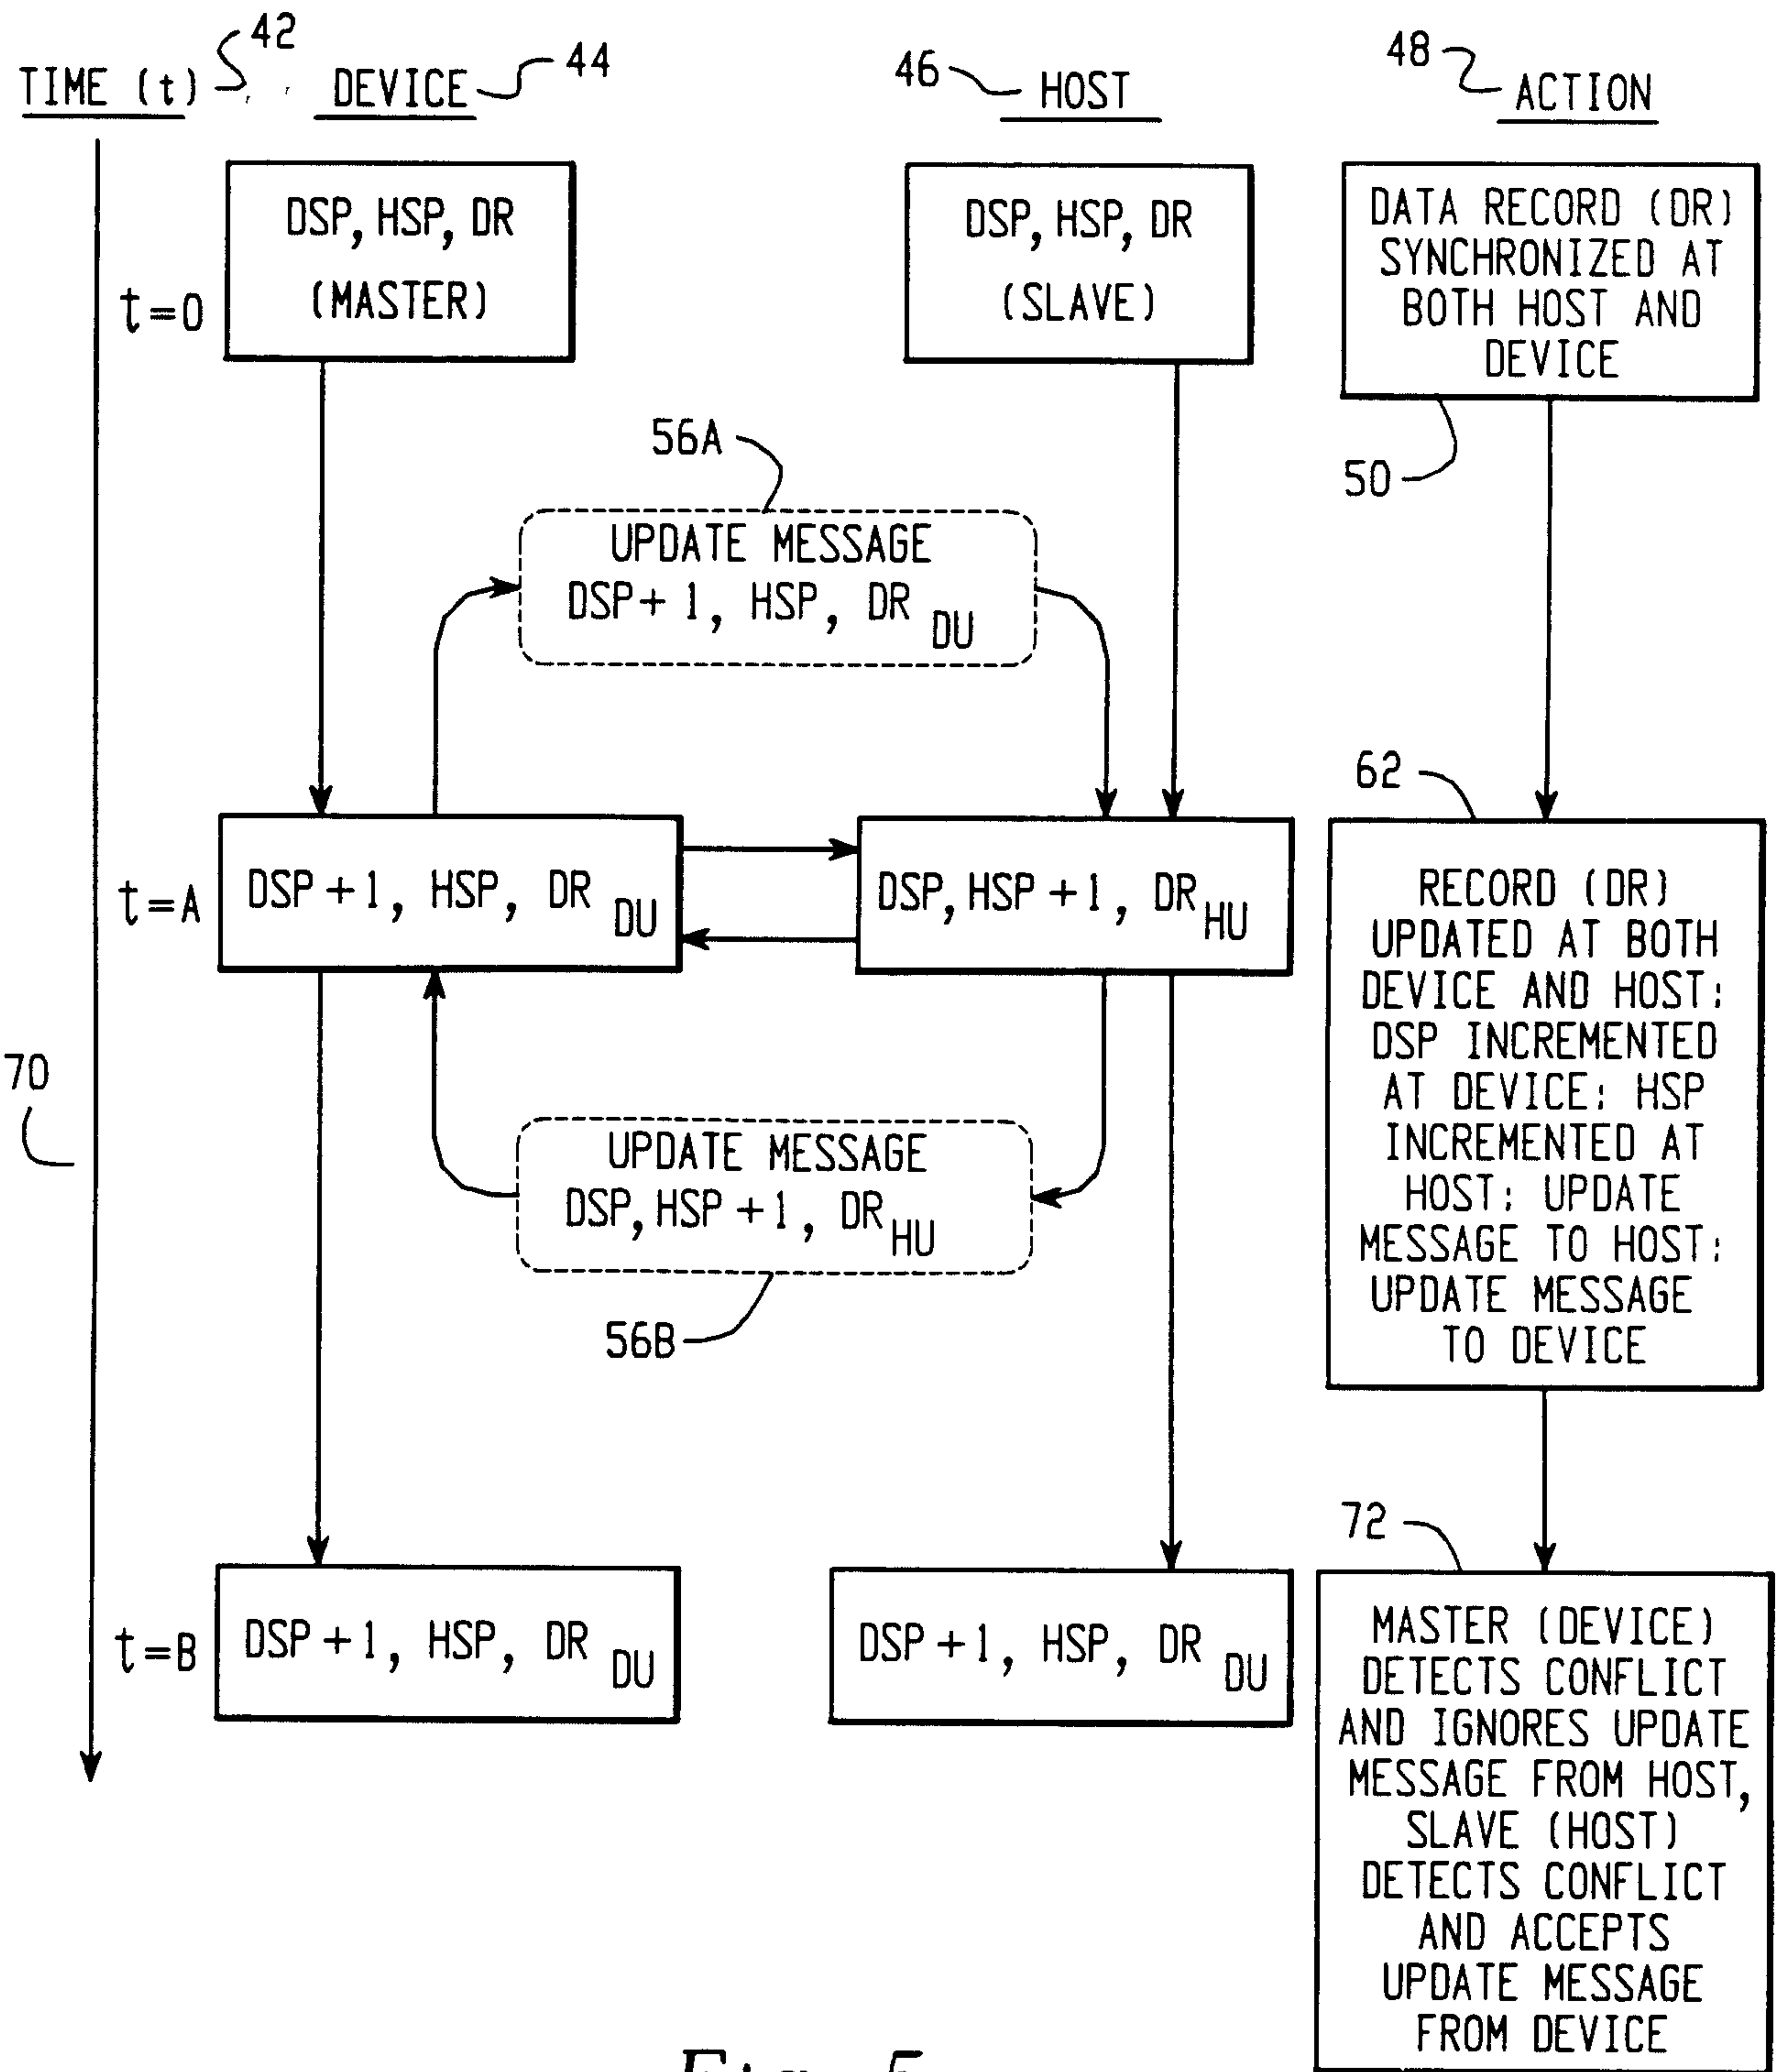 42
44
46
48
TIME (t)
DEVICE
HOST
ACTION
DSP, HSP, DR
(MASTER)
t=0
DSP, HSP, DR
(SLAVE)
DATA RECORD (DR)
SYNCHRONIZED AT
BOTH HOST AND
DEVICE
50
56A
UPDATE MESSAGE
DSP+1, HSP, DR DU
62
t=A
DSP+1, HSP, DR DU
DSP, HSP+1, DR HU
RECORD (DR)
UPDATED AT BOTH
DEVICE AND HOST:
DSP INCREMENTED
AT DEVICE: HSP
INCREMENTED AT
HOST: UPDATE
MESSAGE TO HOST:
UPDATE MESSAGE
TO DEVICE
70
UPDATE MESSAGE
DSP, HSP+1, DR HU
56B
72
t=B
DSP+1, HSP, DR DU
DSP+1, HSP, DR DU
MASTER (DEVICE)
DETECTS CONFLICT
AND IGNORES UPDATE
MESSAGE FROM HOST,
SLAVE (HOST)
DETECTS CONFLICT
AND ACCEPTS
UPDATE MESSAGE
FROM DEVICE